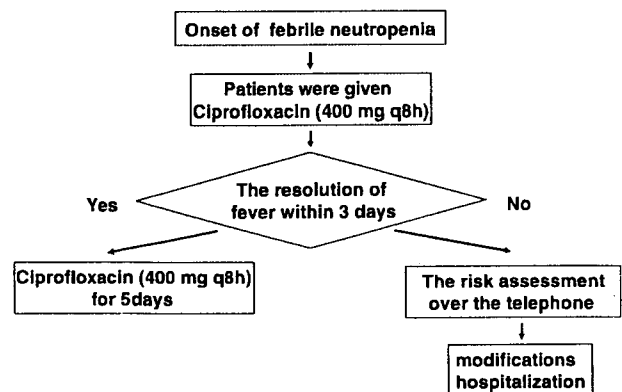 Onset of febrile neutropenia
Patients were given
Ciprofloxacin (400 mg q8h)
The resolution of
fever within 3 days
Yes
No
Ciprofloxacin (400 mg q8h)
for 5days
The risk assessment
over the telephone
modifications
hospitalization